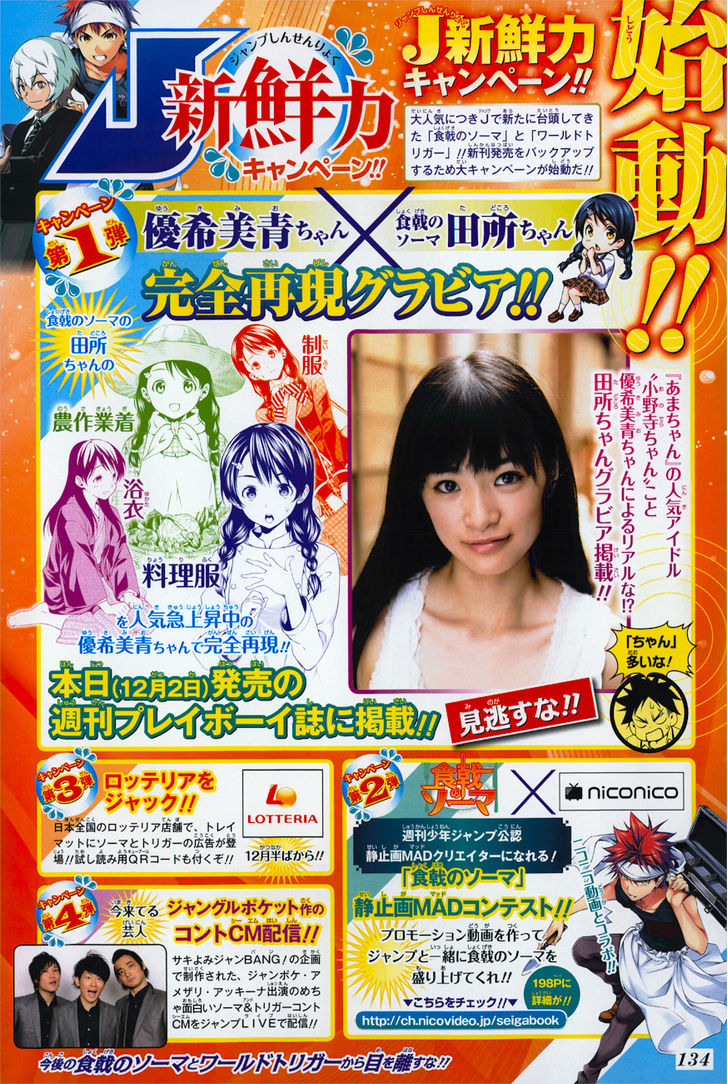 始動!!
しどう
ジャンプしんせんりょく
J新鮮力
キャンペーン!!
ジャンプしんせんりょく
J新鮮力
キャンペーン!!
大人気につきJで新たに台頭してき
た「食戟のソーマ」と「ワールドト
リガー」!!新刊発売をバックアップ
するため大キャンペーンが始動だ!!
キャンペーン
第1弾
優希美青ちゃん
×
食戟の
ソーマ
田所ちゃん
完全再現グラビア!!
食戟のソーマの
田所
ちゃんの
制服
農作業着
浴衣
料理服
を人気急上昇中の
優希美青ちゃんで完全再現!!
『あまちゃん』の人気アイドル
"小野寺ちゃん"こと
優希美青ちゃんによるリアルな!?
田所ちゃんグラビア掲載!!
「ちゃん」
多いな!
本日(12月2日)発売の
週刊プレイボーイ誌に掲載!!
見逃すな!!
キャンペーン
第3弾
ロッテリアを
ジャック!!
日本全国のロッテリア店舗で、トレイ
マットにソーマとトリガーの広告が登
場!!試し読み用QRコードも付くぞ!!
L
LOTTERIA
12月半ばから!!
キャンペーン
第2弾
食戟の
ソーマ
×
niconico
週刊少年ジャンプ公認
静止画MADクリエイターになれる!
「食戟のソーマ」
静止画MADコンテスト!!
プロモーション動画を作って
ジャンプと一緒に食戟のソーマを
盛り上げてくれ!!
198Pに
詳細が!!
▼こちらをチェック!!▼
http://ch.nicovideo.jp/seigabook
ニコニコ動画とコラボ!!
キャンペーン
第4弾
今来てる
芸人
ジャングルポケット作の
コントCM配信!!
サキよみジャンBANG!の企画
で制作された、ジャンポケ・ア
メザリ・アッキーナ出演のめち
ゃ面白いソーマ&トリガーコント
CMをジャンプLIVEで配信!!
今後の食戟のソーマとワールドトリガーから目を離すな!!
134